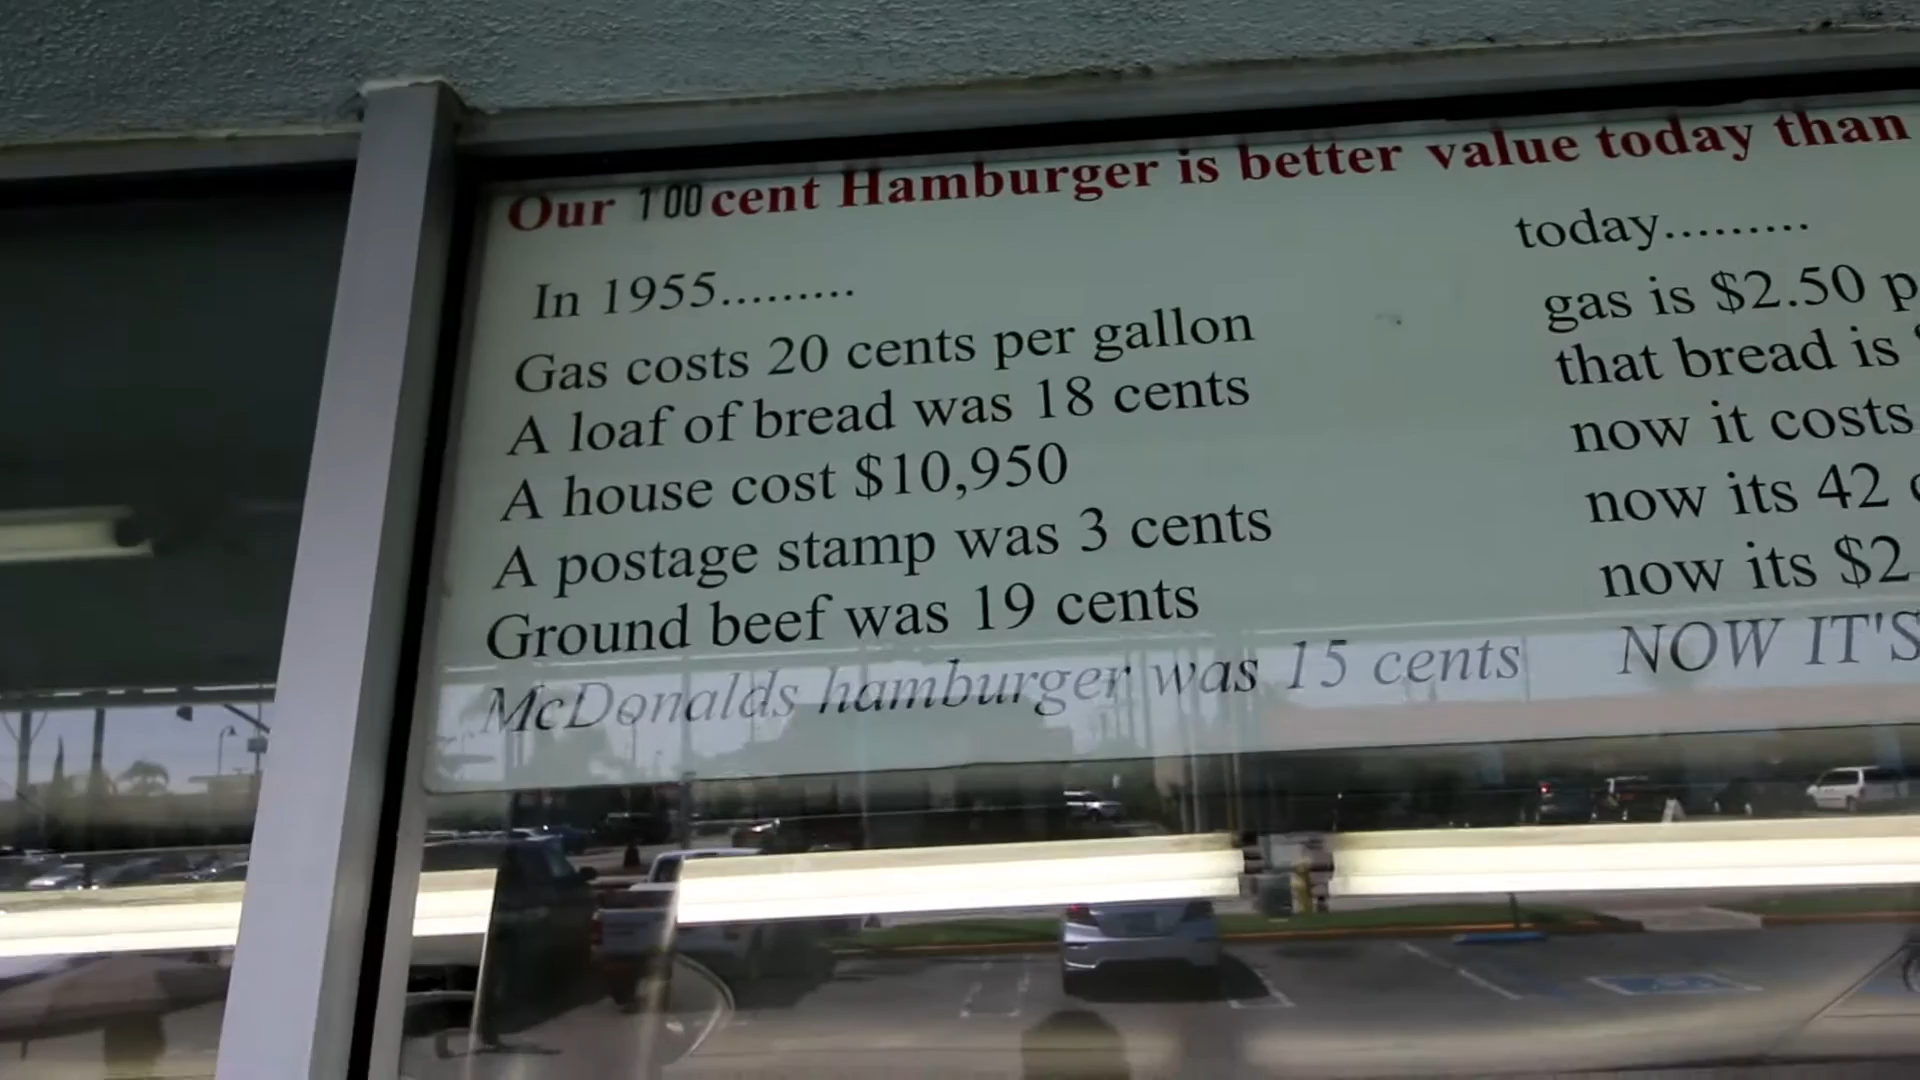 Our 100 cent Hamburger is better value today than
In 1955.........
today.........
Gas costs 20 cents per gallon
gas is $2.50
A loaf of bread was 18 cents
that bread is
A house cost $10,950
now it costs
A postage stamp was 3 cents
now its 42
Ground beef was 19 cents
now its $2
McDonalds hamburger was 15 cents
NOW IT'S